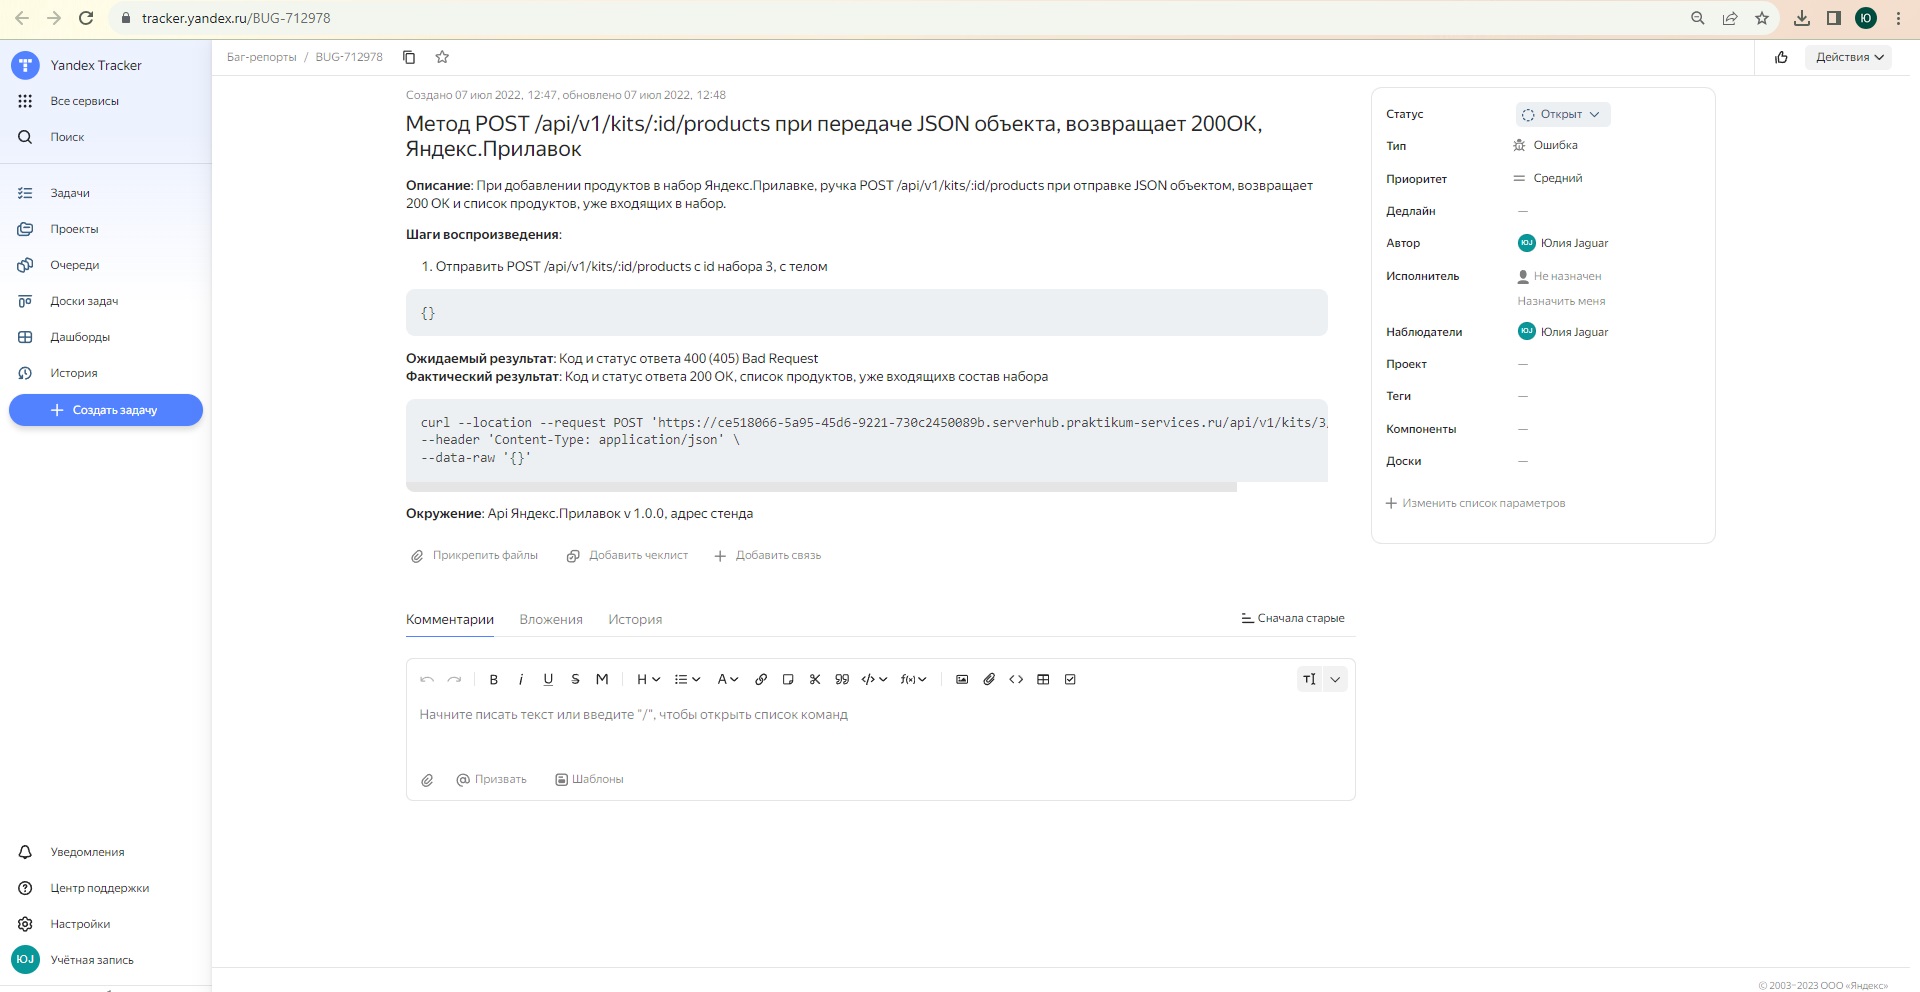 tracker.yandex.ru/BUG-712978
Ю
Yandex Tracker
Все сервисы
Поиск
Задачи
Проекты
Очереди
Доски задач
Дашборды
История
Создать задачу
Уведомления
Центр поддержки
Настройки
ЮJ Учётная запись
Баг-репорты / BUG-712978
Действия
Создано 07 июл 2022, 12:47, обновлено 07 июл 2022, 12:48
Метод POST /api/v1/kits/:id/products при передаче JSON объекта, возвращает 200OK,
Яндекс.Прилавок
Описание: При добавлении продуктов в набор Яндекс.Прилавке, ручка POST /api/v1/kits/:id/products при отправке JSON объектом, возвращает
200 ОК и список продуктов, уже входящих в набор.
Шаги воспроизведения:
1. Отправить POST /api/v1/kits/:id/products с id набора 3, с телом
{}
Ожидаемый результат: Код и статус ответа 400 (405) Bad Request
Фактический результат: Код и статус ответа 200 ОК, список продуктов, уже входящихв состав набора
curl --location --request POST 'https://ce518066-5a95-45d6-9221-730c2450089b.serverhub.praktikum-services.ru/api/v1/kits/3/
--header 'Content-Type: application/json' \
--data-raw '{}'
Окружение: Api Яндекс.Прилавок v 1.0.0, адрес стенда
Прикрепить файлы Добавить чеклист Добавить связь
Комментарии Вложения История
Сначала старые
B i U S M H A f(x)
Начните писать текст или введите "/", чтобы открыть список команд
Призвать Шаблоны
Статус Открыт
Тип Ошибка
Приоритет Средний
Дедлайн —
Автор ЮJ Юлия Jaguar
Исполнитель Не назначен
Назначить меня
Наблюдатели ЮJ Юлия Jaguar
Проект —
Теги —
Компоненты —
Доски —
Изменить список параметров
© 2003–2023 ООО «Яндекс»